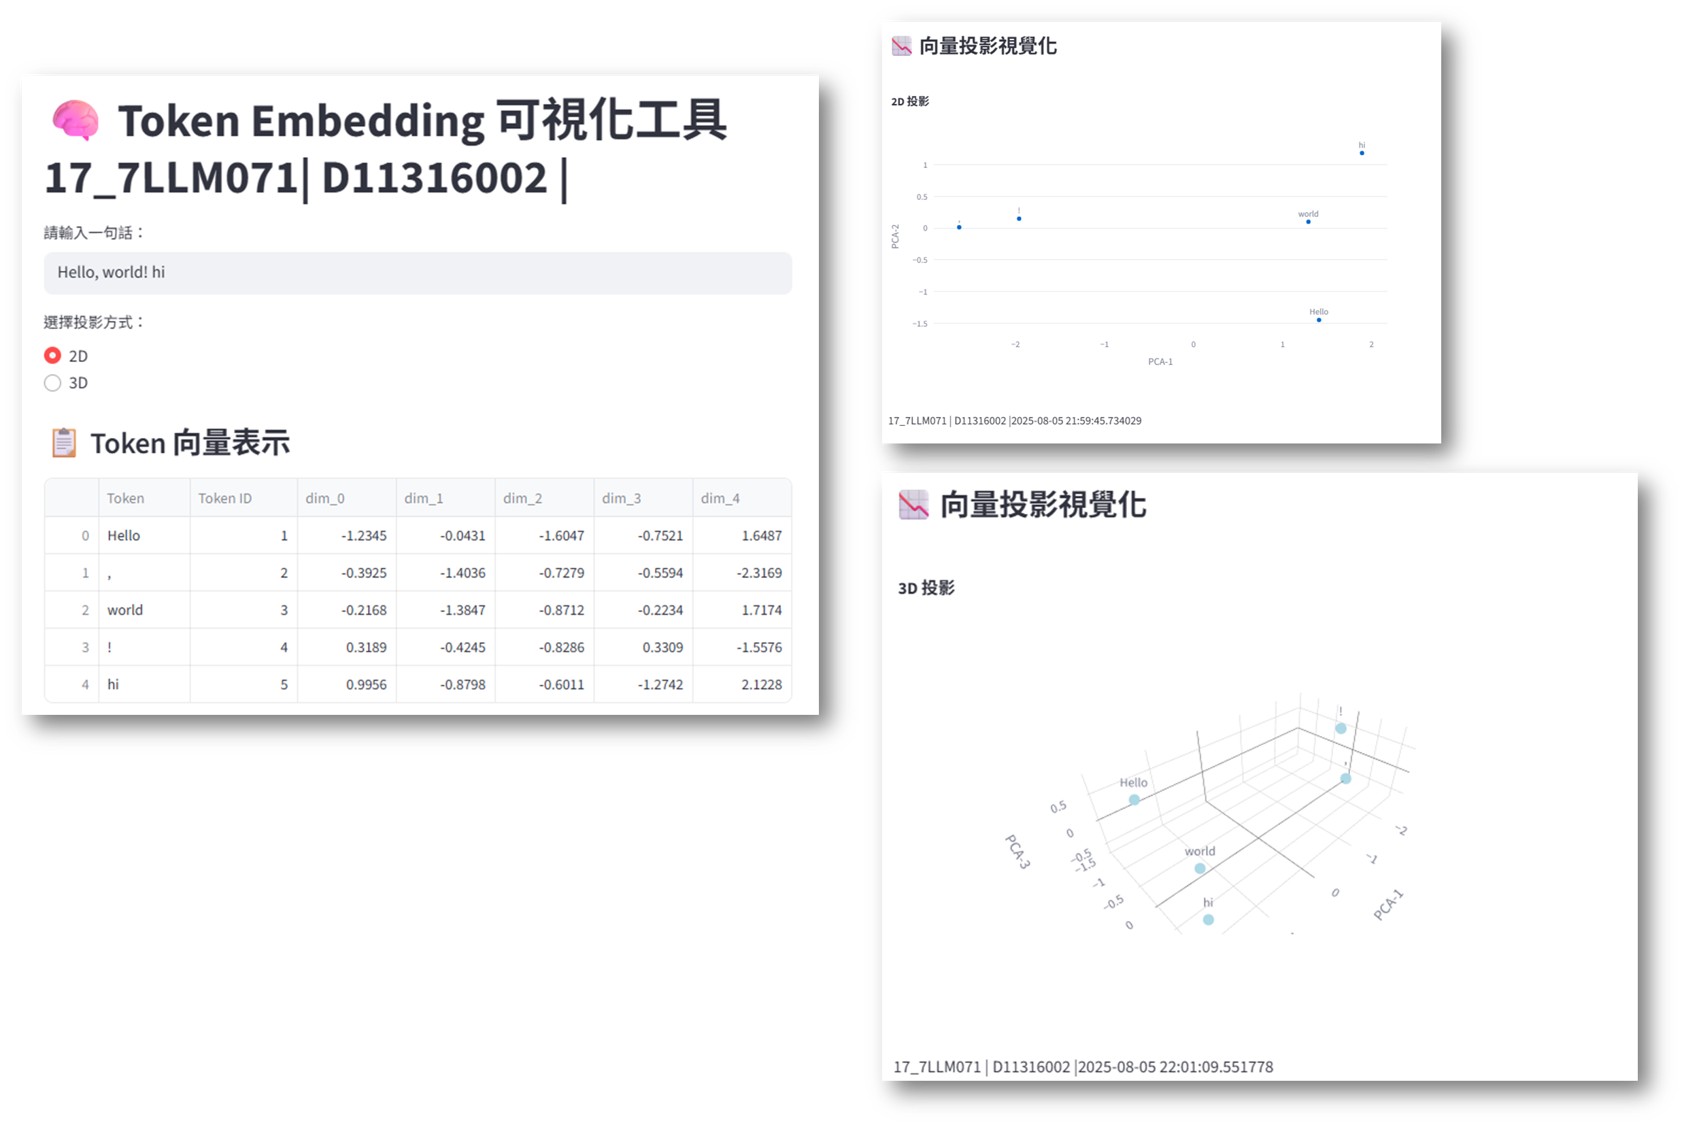 Token Embedding 可視化工具
17_7LLM071| D11316002 |
請輸入一句話：
Hello, world! hi
選擇投影方式：
2D
3D
Token 向量表示
Token Token ID dim_0 dim_1 dim_2 dim_3 dim_4
0 Hello 1 -1.2345 -0.0431 -1.6047 -0.7521 1.6487
1 , 2 -0.3925 -1.4036 -0.7279 -0.5594 -2.3169
2 world 3 -0.2168 -1.3847 -0.8712 -0.2234 1.7174
3 ! 4 0.3189 -0.4245 -0.8286 0.3309 -1.5576
4 hi 5 0.9956 -0.8798 -0.6011 -1.2742 2.1228
向量投影視覺化
2D 投影
hi
1
0.5
!
world
,
0
PCA-2
−0.5
−1
Hello
−1.5
−2 −1 0 1 2
PCA-1
17_7LLM071 | D11316002 |2025-08-05 21:59:45.734029
向量投影視覺化
3D 投影
!
,
Hello
0.5
0
−0.5
−1.5
−1
−0.5
0
PCA-3
world
hi
−2
−1
0
PCA-1
17_7LLM071 | D11316002 |2025-08-05 22:01:09.551778